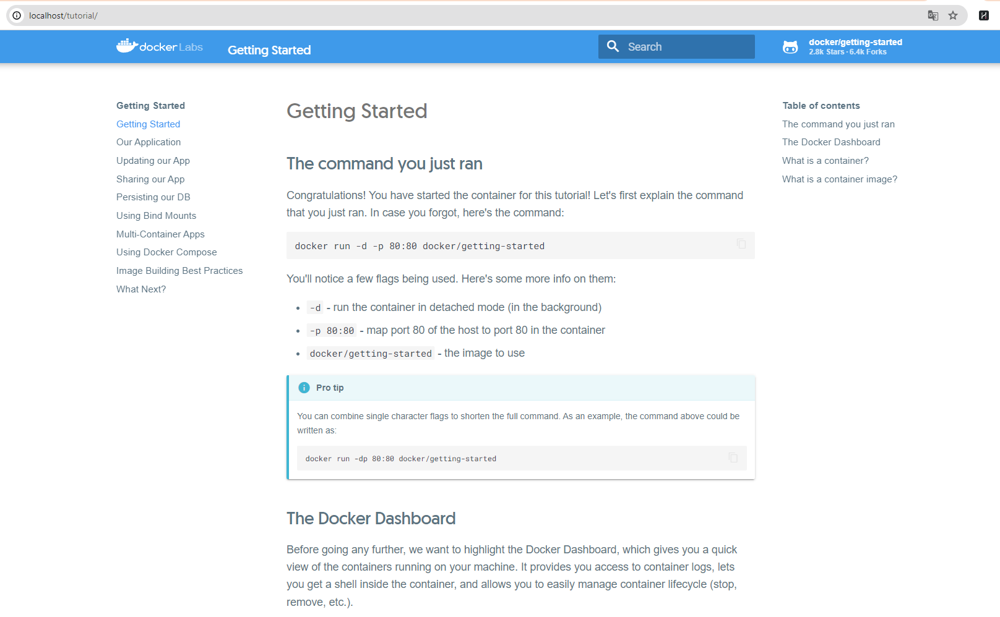 localhost/tutorial/
docker Labs
Getting Started
Search
docker/getting-started
2.8k Stars · 6.4k Forks
Getting Started
Getting Started
Our Application
Updating our App
Sharing our App
Persisting our DB
Using Bind Mounts
Multi-Container Apps
Using Docker Compose
Image Building Best Practices
What Next?
Getting Started
The command you just ran
Congratulations! You have started the container for this tutorial! Let's first explain the command
that you just ran. In case you forgot, here's the command:
docker run -d -p 80:80 docker/getting-started
You'll notice a few flags being used. Here's some more info on them:
• -d - run the container in detached mode (in the background)
• -p 80:80 - map port 80 of the host to port 80 in the container
• docker/getting-started - the image to use
Pro tip
You can combine single character flags to shorten the full command. As an example, the command above could be
written as:
docker run -dp 80:80 docker/getting-started
The Docker Dashboard
Before going any further, we want to highlight the Docker Dashboard, which gives you a quick
view of the containers running on your machine. It provides you access to container logs, lets
you get a shell inside the container, and allows you to easily manage container lifecycle (stop,
remove, etc.).
Table of contents
The command you just ran
The Docker Dashboard
What is a container?
What is a container image?